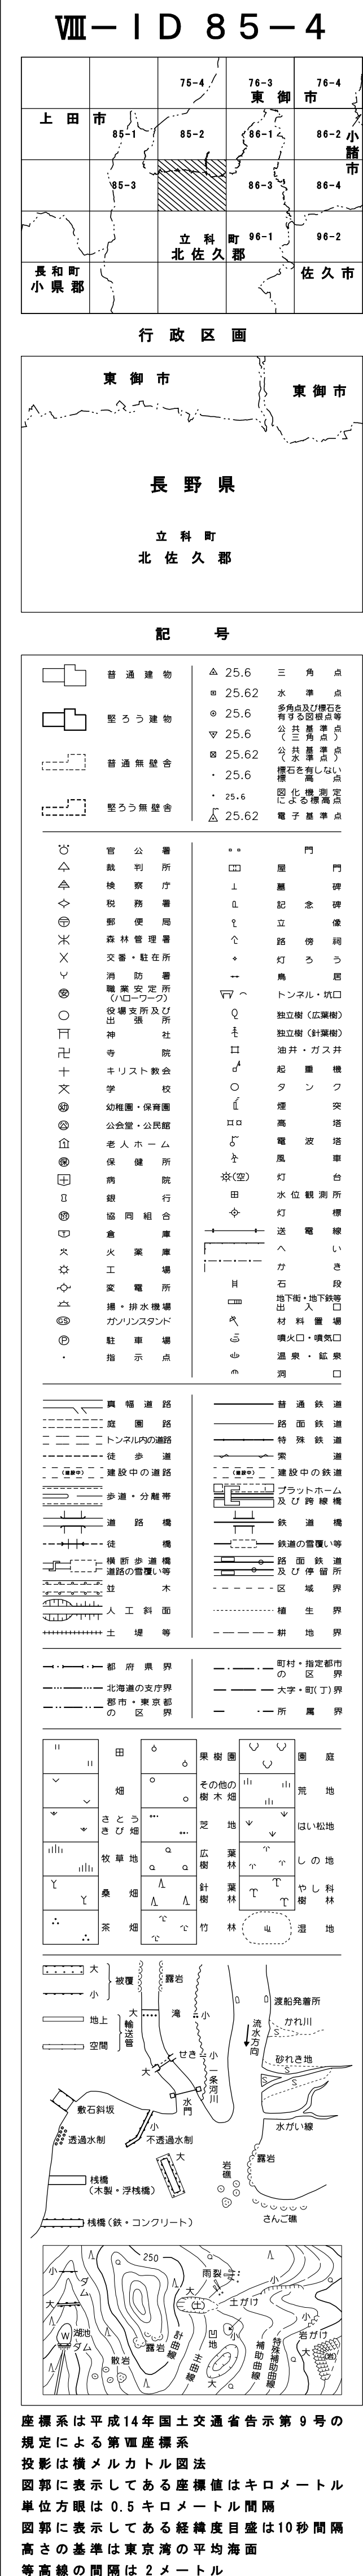 Ⅷ－ＩＤ 85－4
75-4 76-3 76-4
東御市
上田市
85-1 85-2 86-1 86-2
小諸市
85-3 86-3 86-4
立科町 96-1 96-2
北佐久郡
長和町
小県郡
佐久市
行政区画
東御市
東御市
長野県
立科町
北佐久郡
記号
普通建物
堅ろう建物
普通無壁舎
堅ろう無壁舎
25.6 三角点
25.62 水準点
25.6 多角点及び標石を
有する図根点等
25.6 公共基準点
（三角点）
25.62 公共基準点
（水準点）
25.6 標石を有しない
標高点
25.6 図化機測定
による標高点
25.62 電子基準点
官公署
裁判所
検察庁
税務署
郵便局
森林管理署
交番・駐在所
消防署
職業安定所
（ハローワーク）
役場支所及び
出張所
神社
寺院
キリスト教会
文 学校
幼 幼稚園・保育園
公 公会堂・公民館
老人ホーム
保 保健所
病院
銀行
協 協同組合
倉庫
火 火薬庫
工場
変電所
揚・排水機場
GS ガソリンスタンド
P 駐車場
指示点
門
屋門
墓碑
記念碑
立像
路傍祠
灯ろう
鳥居
トンネル・坑口
独立樹（広葉樹）
独立樹（針葉樹）
油井・ガス井
起重機
タンク
煙突
高塔
電波塔
風車
(空) 灯台
水位観測所
灯標
送電線
へい
かき
石段
地下街・地下鉄等
出入口
材料置場
噴火口・噴気口
温泉・鉱泉
洞口
真幅道路
庭園路
トンネル内の道路
徒歩道
(建設中) 建設中の道路
歩道・分離帯
道路橋
徒橋
横断歩道橋
道路の雪覆い等
並木
人工斜面
土堤等
普通鉄道
路面鉄道
特殊鉄道
索道
(建設中) 建設中の鉄道
プラットホーム
及び跨線橋
鉄道橋
鉄道の雪覆い等
路面鉄道
及び停留所
区域界
植生界
耕地界
都府県界
北海道の支庁界
郡市・東京都
の区界
町村・指定都市
の区界
大字・町(丁)界
所属界
田
畑
さとう
きび畑
牧草地
桑畑
茶畑
果樹園
その他の
樹木畑
芝地
広葉
樹林
針葉
樹林
竹林
園庭
荒地
はい松地
しの地
やし科
樹林
湿地
大
小
被覆
地上
空間
輸送管
露岩
大 滝 小
せき
大
小
一条河川
水門
流水方向
渡船発着所
かれ川
砂れき地
S
S
S
水がい線
敷石斜坂
透過水制
小
不透過水制
大
桟橋
（木製・浮桟橋）
桟橋（鉄・コンクリート）
岩礁
露岩
さんご礁
小
ダム
大
W 湖池
ダム
250
散岩
露岩
計曲線
主曲線
雨裂
大
(土)
土がけ
小
凹地
小
大
補助曲線
特殊補助曲線
小
岩がけ
大
(岩)
座標系は平成14年国土交通省告示第９号の
規定による第Ⅷ座標系
投影は横メルカトル図法
図郭に表示してある座標値はキロメートル
単位方眼は 0.5 キロメートル間隔
図郭に表示してある経緯度目盛は10秒間隔
高さの基準は東京湾の平均海面
等高線の間隔は２メートル